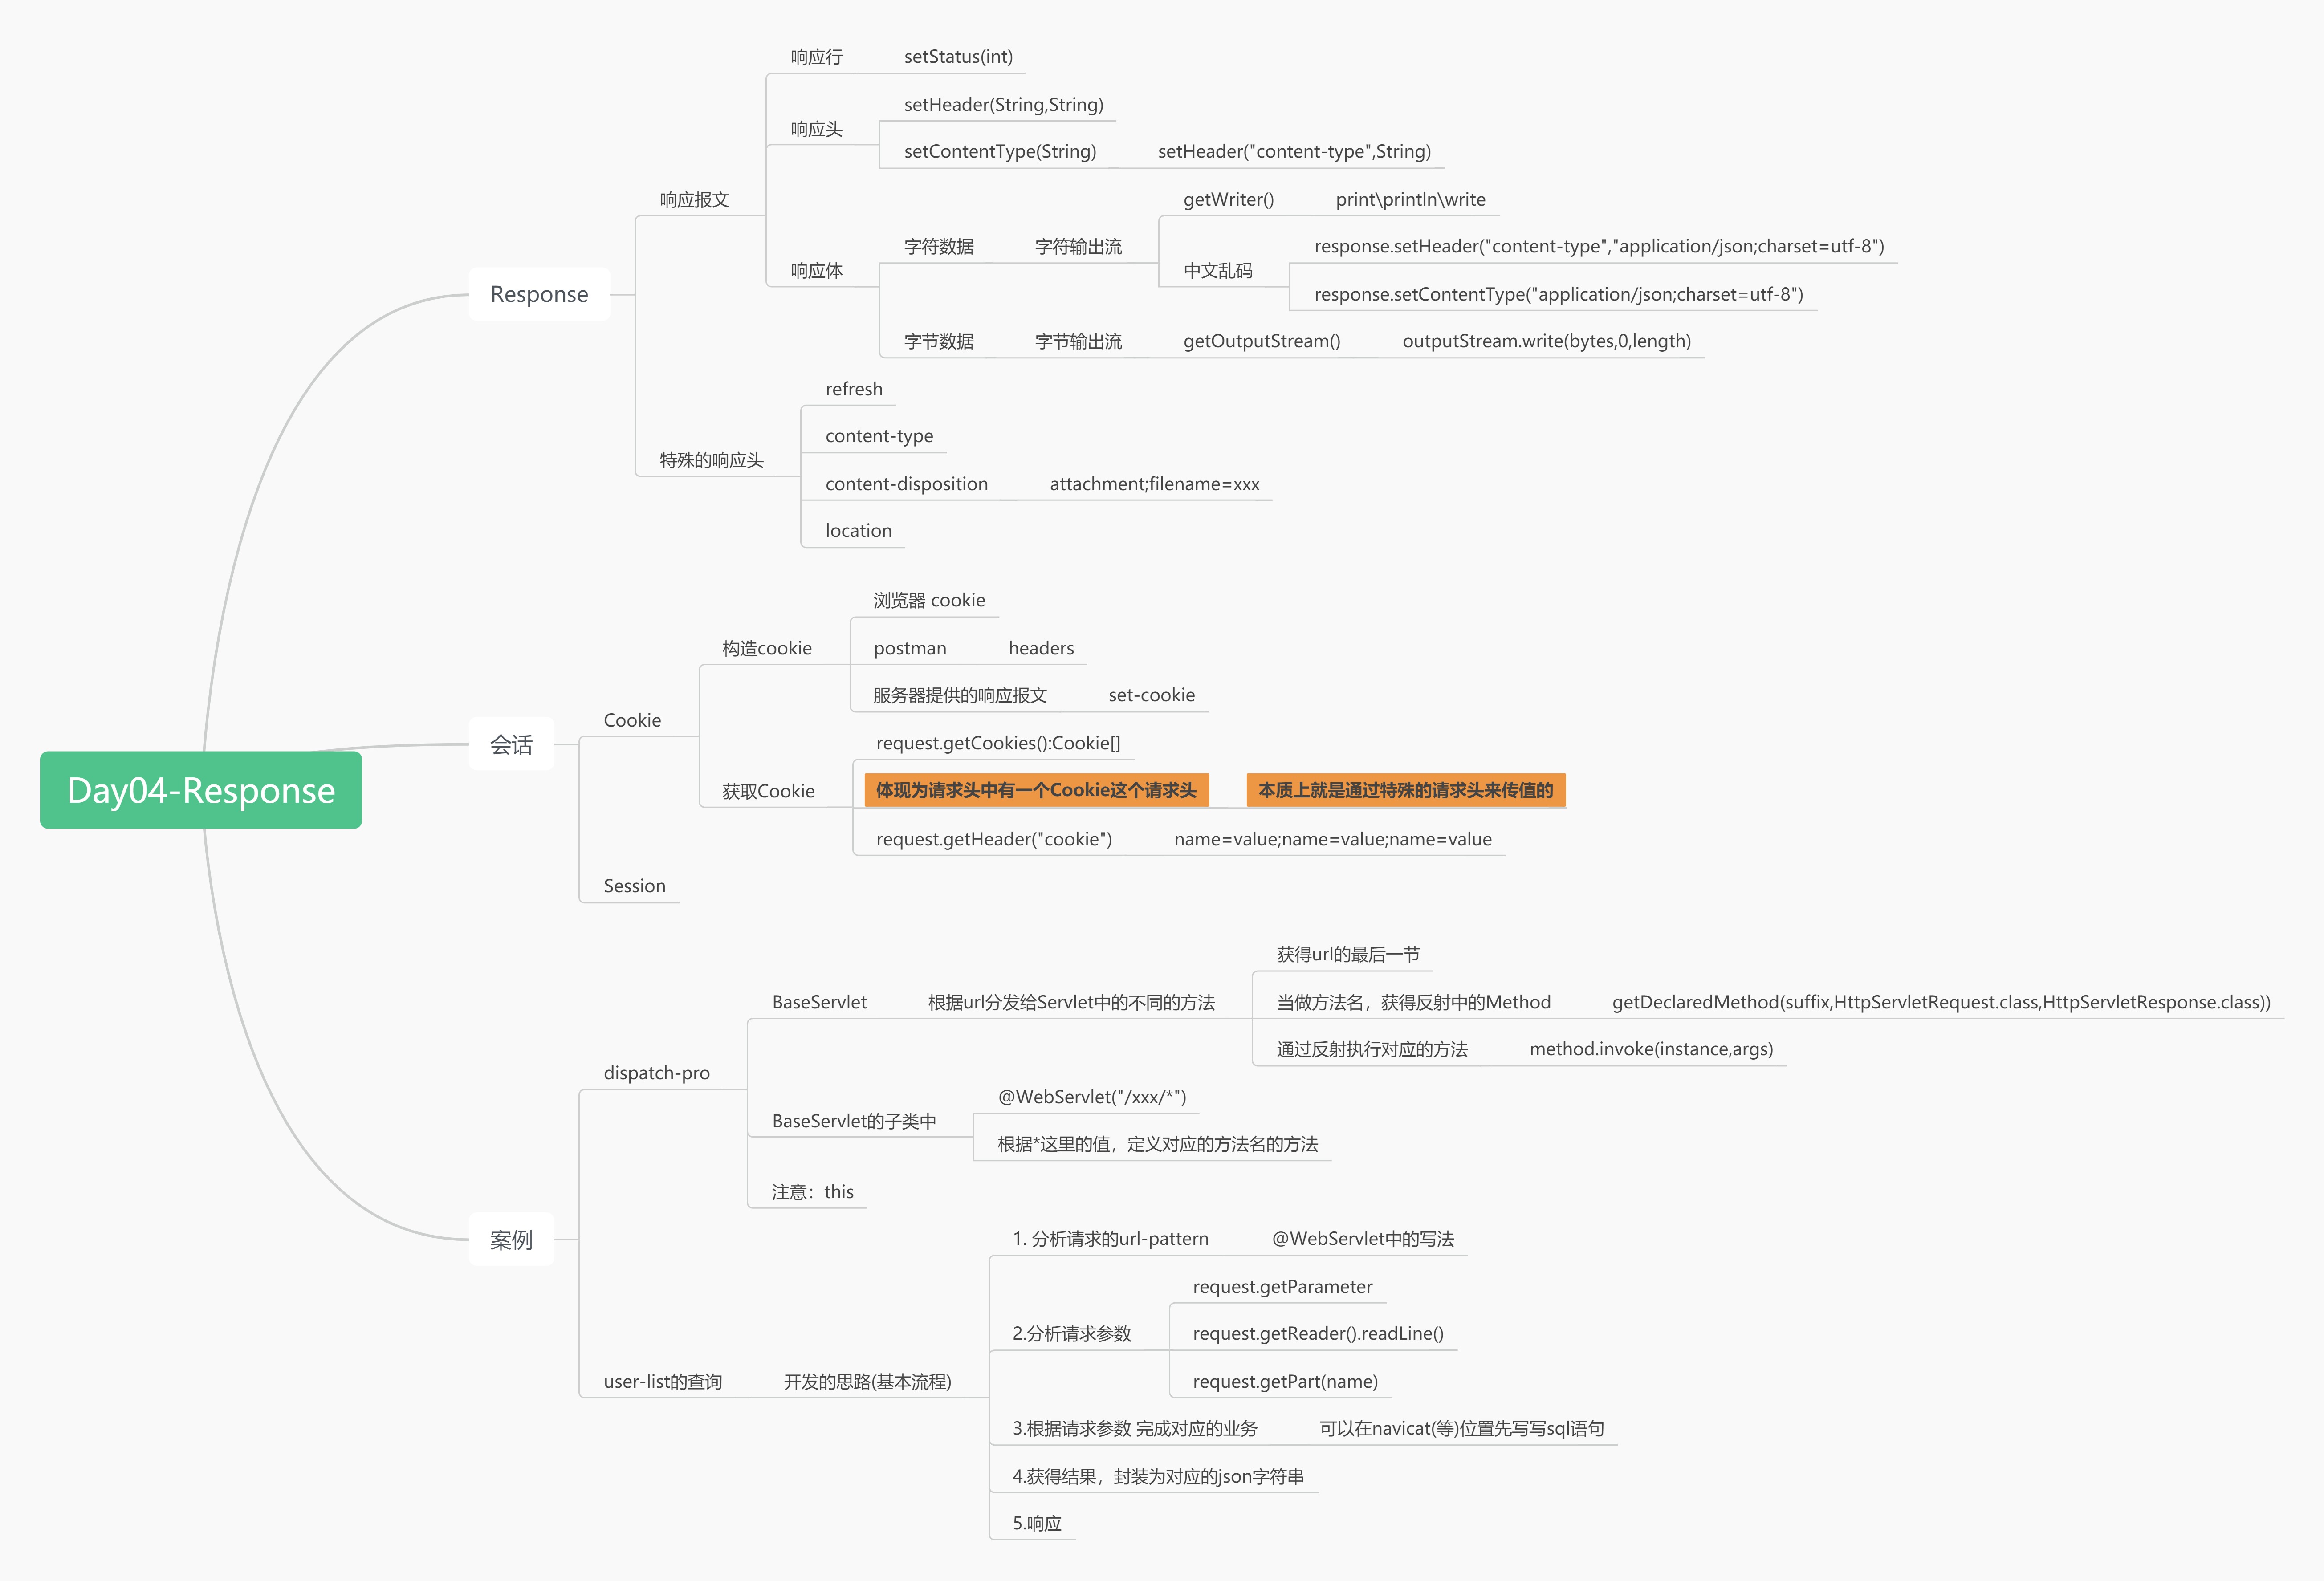 Day04-Response
Response
响应报文
响应行
setStatus(int)
响应头
setHeader(String,String)
setContentType(String)
setHeader("content-type",String)
响应体
字符数据
字符输出流
getWriter()
print\println\write
中文乱码
response.setHeader("content-type","application/json;charset=utf-8")
response.setContentType("application/json;charset=utf-8")
字节数据
字节输出流
getOutputStream()
outputStream.write(bytes,0,length)
特殊的响应头
refresh
content-type
content-disposition
attachment;filename=xxx
location
会话
Cookie
构造cookie
浏览器 cookie
postman
headers
服务器提供的响应报文
set-cookie
获取Cookie
request.getCookies():Cookie[]
体现为请求头中有一个Cookie这个请求头
本质上就是通过特殊的请求头来传值的
request.getHeader("cookie")
name=value;name=value;name=value
Session
案例
dispatch-pro
BaseServlet
根据url分发给Servlet中的不同的方法
获得url的最后一节
当做方法名，获得反射中的Method
getDeclaredMethod(suffix,HttpServletRequest.class,HttpServletResponse.class))
通过反射执行对应的方法
method.invoke(instance,args)
BaseServlet的子类中
@WebServlet("/xxx/*")
根据*这里的值，定义对应的方法名的方法
注意：this
user-list的查询
开发的思路(基本流程)
1. 分析请求的url-pattern
@WebServlet中的写法
2.分析请求参数
request.getParameter
request.getReader().readLine()
request.getPart(name)
3.根据请求参数 完成对应的业务
可以在navicat(等)位置先写写sql语句
4.获得结果，封装为对应的json字符串
5.响应